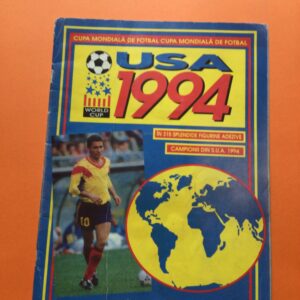 CUPA MONDIALĂ DE FOTBAL CUPA MONDIALĂ DE FOTBAL
USA
1994
WORLD
CUP
ÎN 315 SPLENDIDE FIGURINE ADEZIVE
CAMPIONII DIN S.U.A. 1994
10